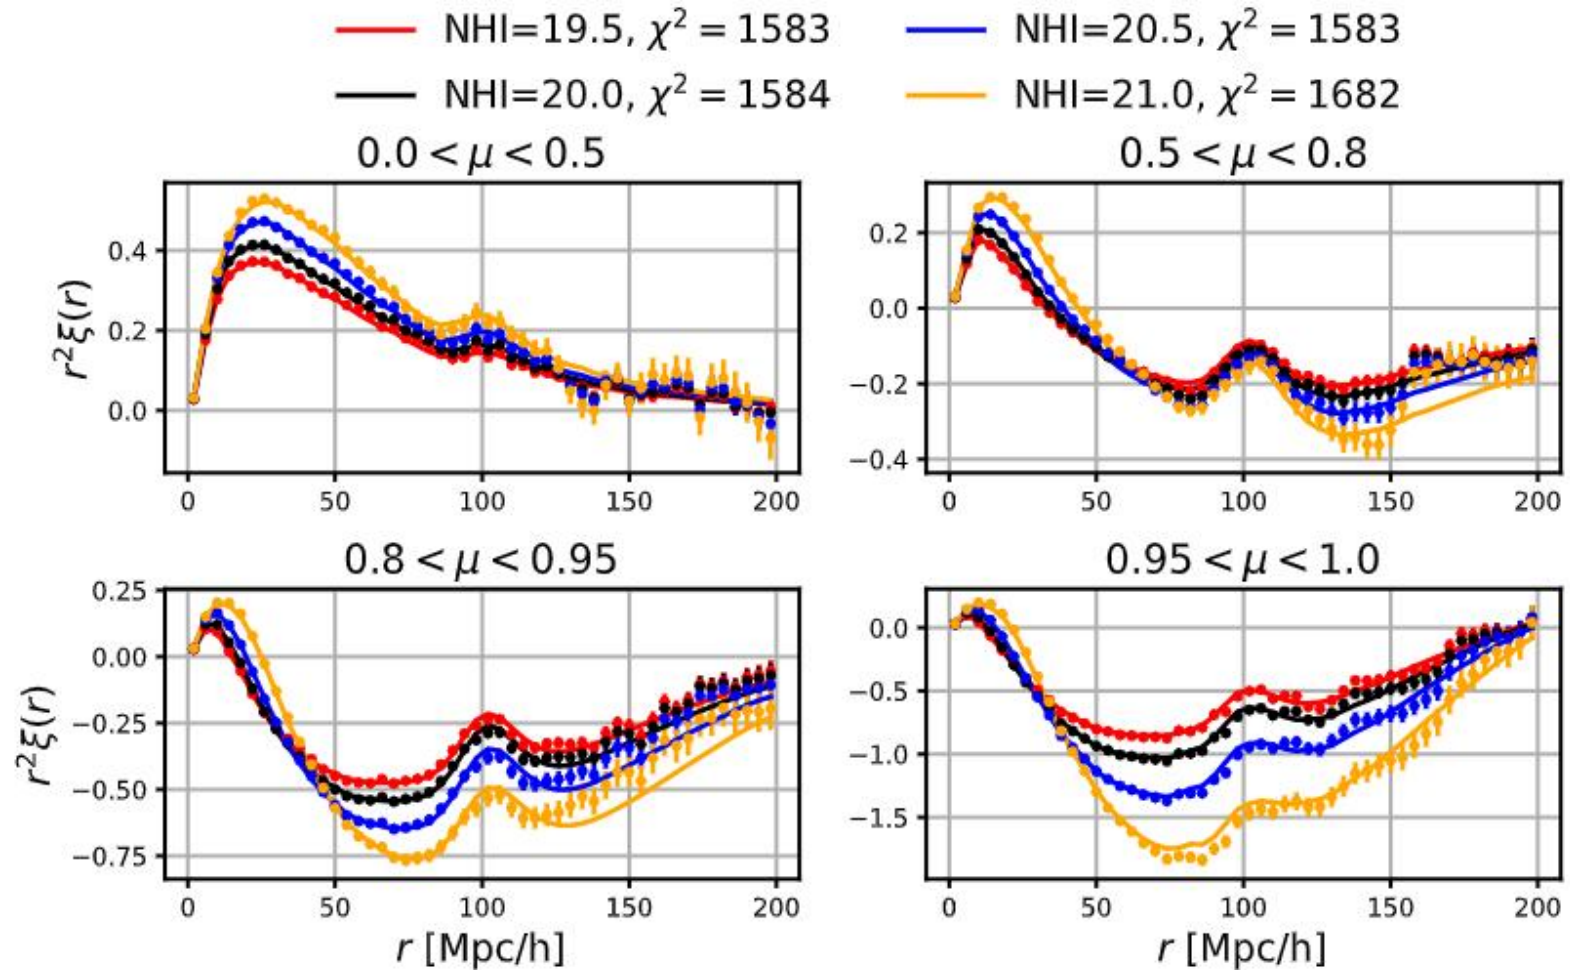 NHI=19.5, χ² = 1583 NHI=20.5, χ² = 1583
NHI=20.0, χ² = 1584 NHI=21.0, χ² = 1682
0.0 < μ < 0.5
r²ξ(r)
0.4
0.2
0.0
0 50 100 150 200
0.5 < μ < 0.8
0.2
0.0
−0.2
−0.4
0 50 100 150 200
0.8 < μ < 0.95
r²ξ(r)
0.25
0.00
−0.25
−0.50
−0.75
0 50 100 150 200
r [Mpc/h]
0.95 < μ < 1.0
0.0
−0.5
−1.0
−1.5
0 50 100 150 200
r [Mpc/h]